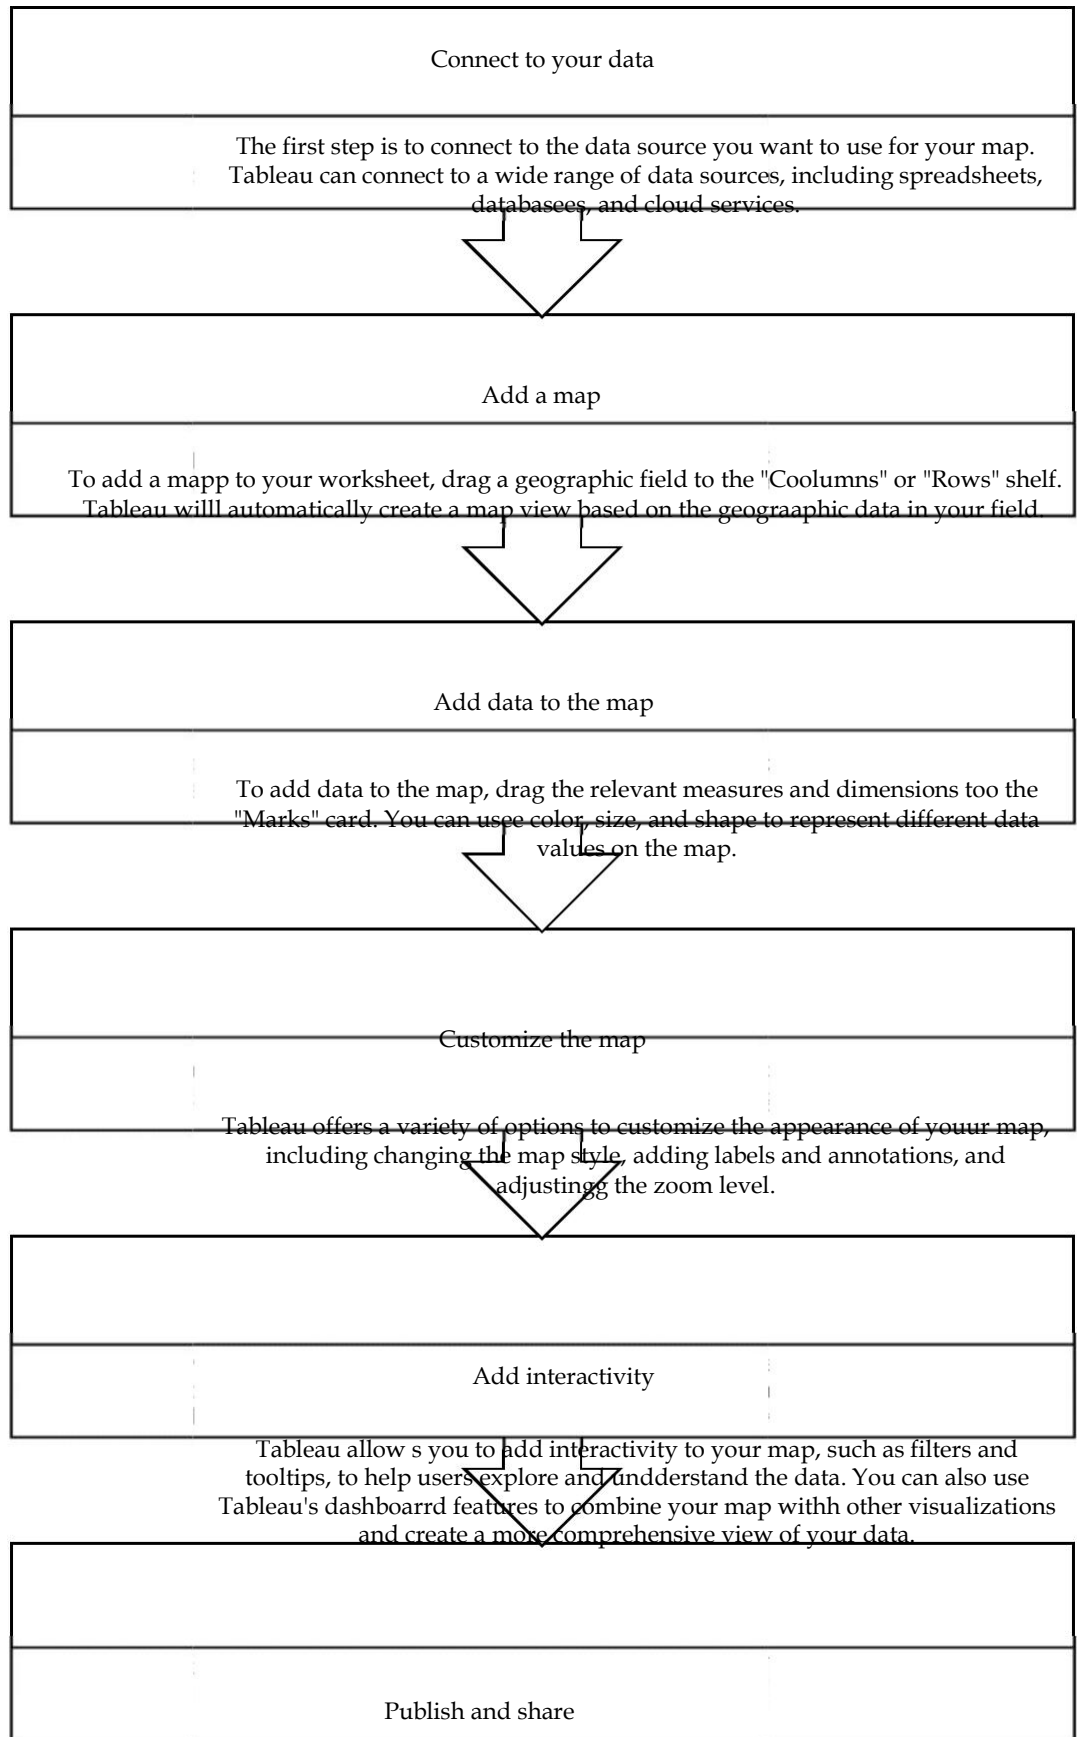 Connect to your data
The first step is to connect to the data source you want to use for your map.
Tableau can connect to a wide range of data sources, including spreadsheets,
databasees, and cloud services.
Add a map
To add a mapp to your worksheet, drag a geographic field to the "Coolumns" or "Rows" shelf.
Tableau willl automatically create a map view based on the geograaphic data in your field.
Add data to the map
To add data to the map, drag the relevant measures and dimensions too the
"Marks" card. You can usee color, size, and shape to represent different data
values on the map.
Customize the map
Tableau offers a variety of options to customize the appearance of youur map,
including changing the map style, adding labels and annotations, and
adjustingg the zoom level.
Add interactivity
Tableau allow s you to add interactivity to your map, such as filters and
tooltips, to help users explore and undderstand the data. You can also use
Tableau's dashboarrd features to combine your map withh other visualizations
and create a more comprehensive view of your data.
Publish and share